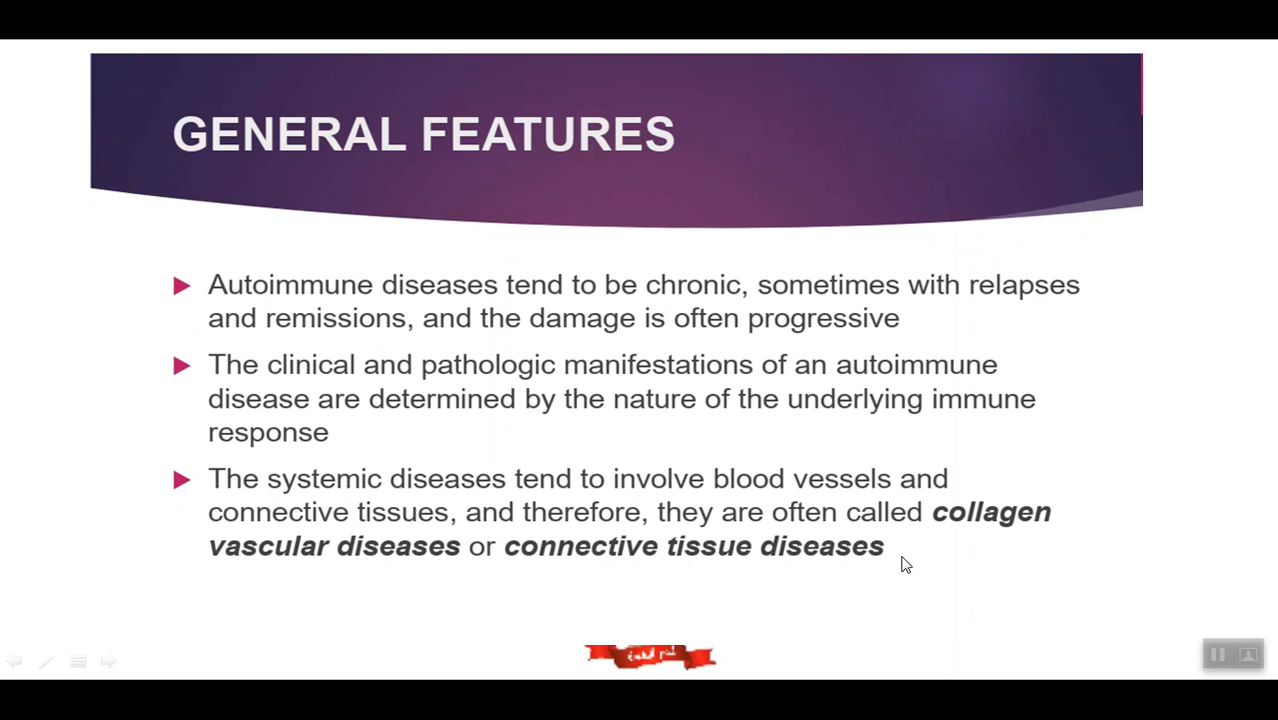 GENERAL FEATURES
Autoimmune diseases tend to be chronic, sometimes with relapses
and remissions, and the damage is often progressive
The clinical and pathologic manifestations of an autoimmune
disease are determined by the nature of the underlying immune
response
The systemic diseases tend to involve blood vessels and
connective tissues, and therefore, they are often called collagen
vascular diseases or connective tissue diseases